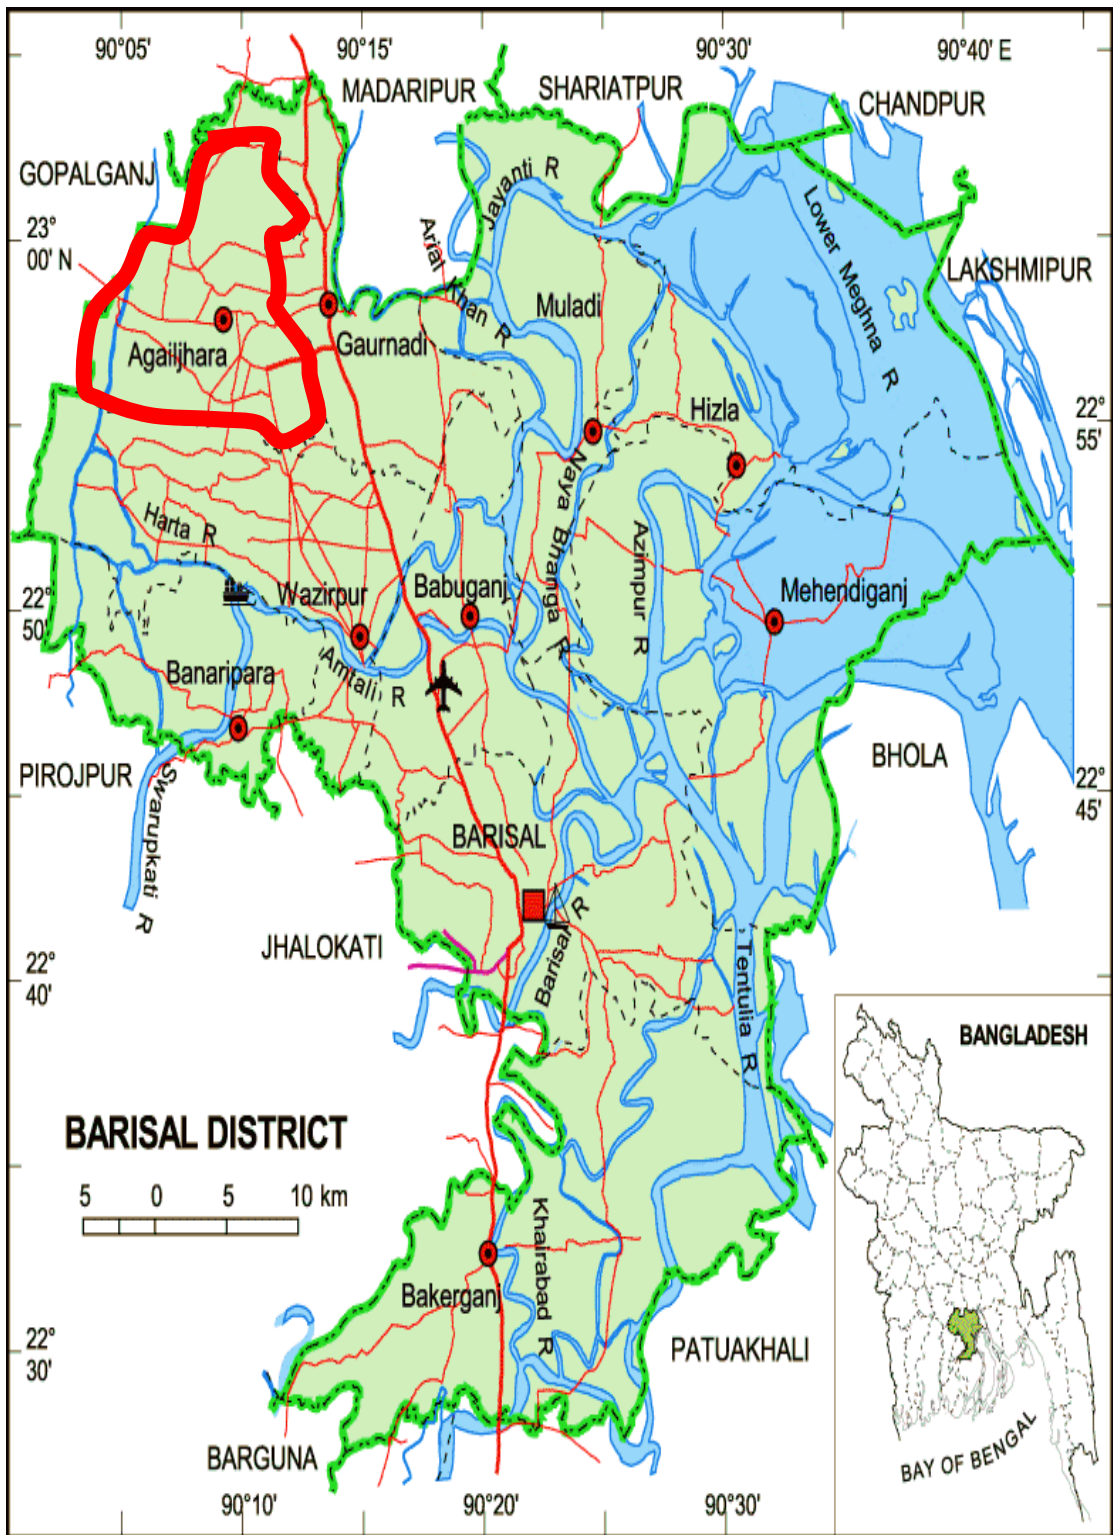 90°05'
90°15'
90°30'
90°40' E
MADARIPUR
SHARIATPUR
CHANDPUR
GOPALGANJ
Jayanti R
Lower Meghna R
23°
00' N
Ariat Khan R
LAKSHMIPUR
Muladi
Agailjhara
Gaurnadi
Hizla
22°
55'
Naya Bhanga R
Harta R
Azimpur R
Wazirpur
Babuganj
Mehendiganj
22°
50'
Amtali R
Banaripara
PIROJPUR
Swarupkati R
BHOLA
22°
45'
BARISAL
Barisal R
JHALOKATI
Tentulia R
22°
40'
BANGLADESH
BARISAL DISTRICT
5 0 5 10 km
Khairabad R
Bakerganj
22°
30'
PATUAKHALI
BARGUNA
BAY OF BENGAL
90°10'
90°20'
90°30'